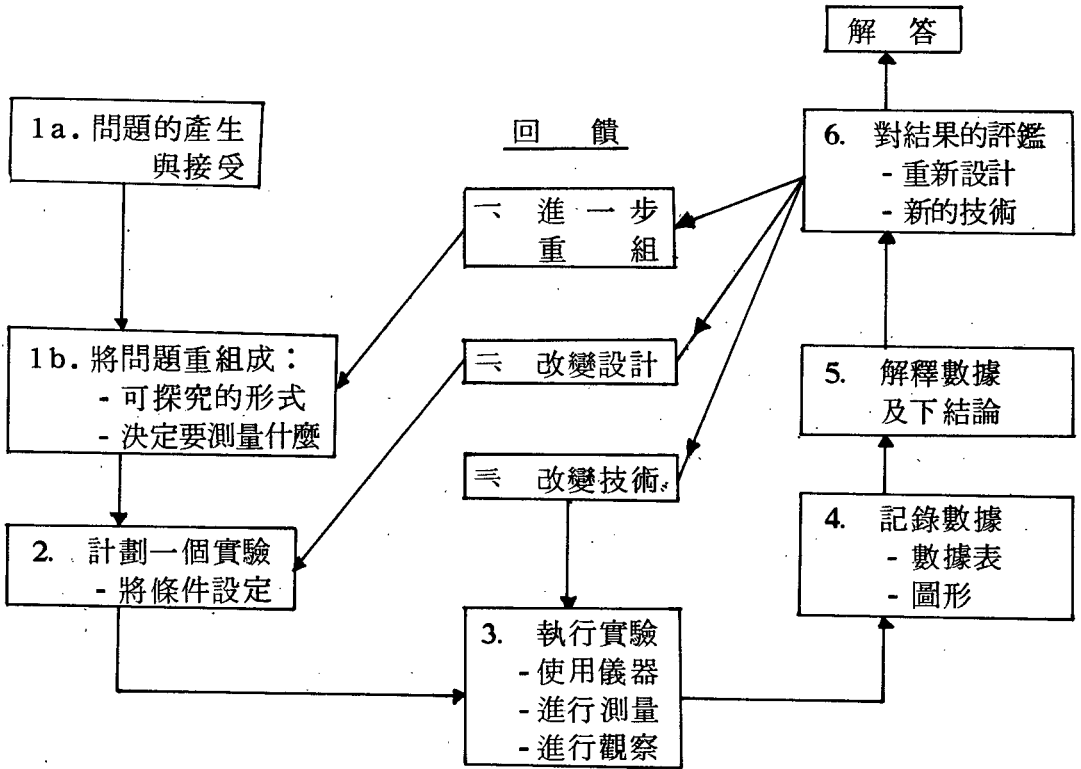 解 答
1a. 問題的產生
與接受
回 饋
6. 對結果的評鑑
- 重新設計
- 新的技術
一、進一步
重組
1b. 將問題重組成：
- 可探究的形式
- 決定要測量什麼
二、改變設計
5. 解釋數據
及下結論
三、改變技術
2. 計劃一個實驗
- 將條件設定
4. 記錄數據
- 數據表
- 圖形
3. 執行實驗
- 使用儀器
- 進行測量
- 進行觀察